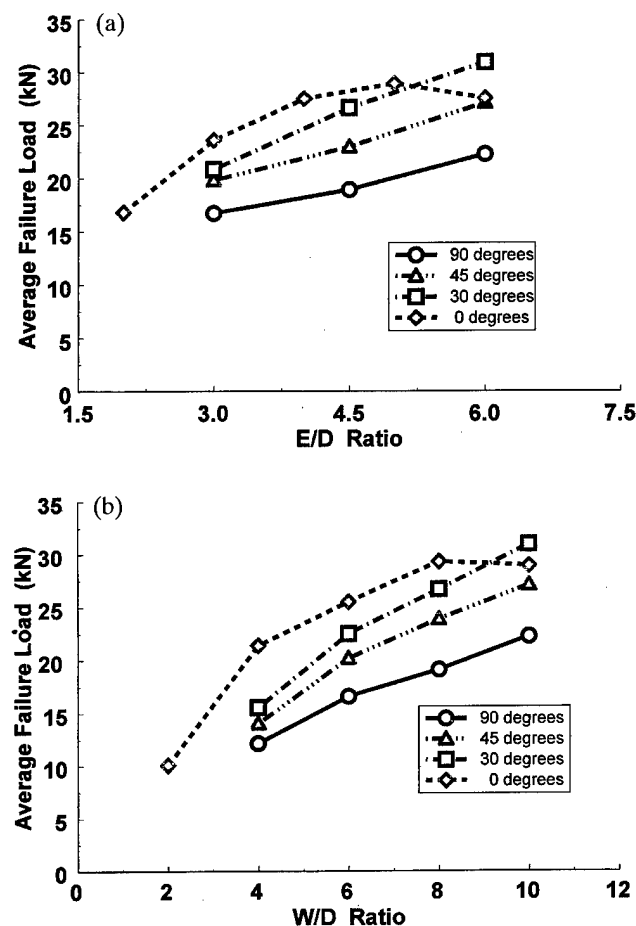 (a)
Average Failure Load (kN)
35
30
25
20
15
10
5
0
90 degrees
45 degrees
30 degrees
0 degrees
1.5 3.0 4.5 6.0 7.5
E/D Ratio
(b)
Average Failure Load (kN)
35
30
25
20
15
10
5
0
90 degrees
45 degrees
30 degrees
0 degrees
0 2 4 6 8 10 12
W/D Ratio